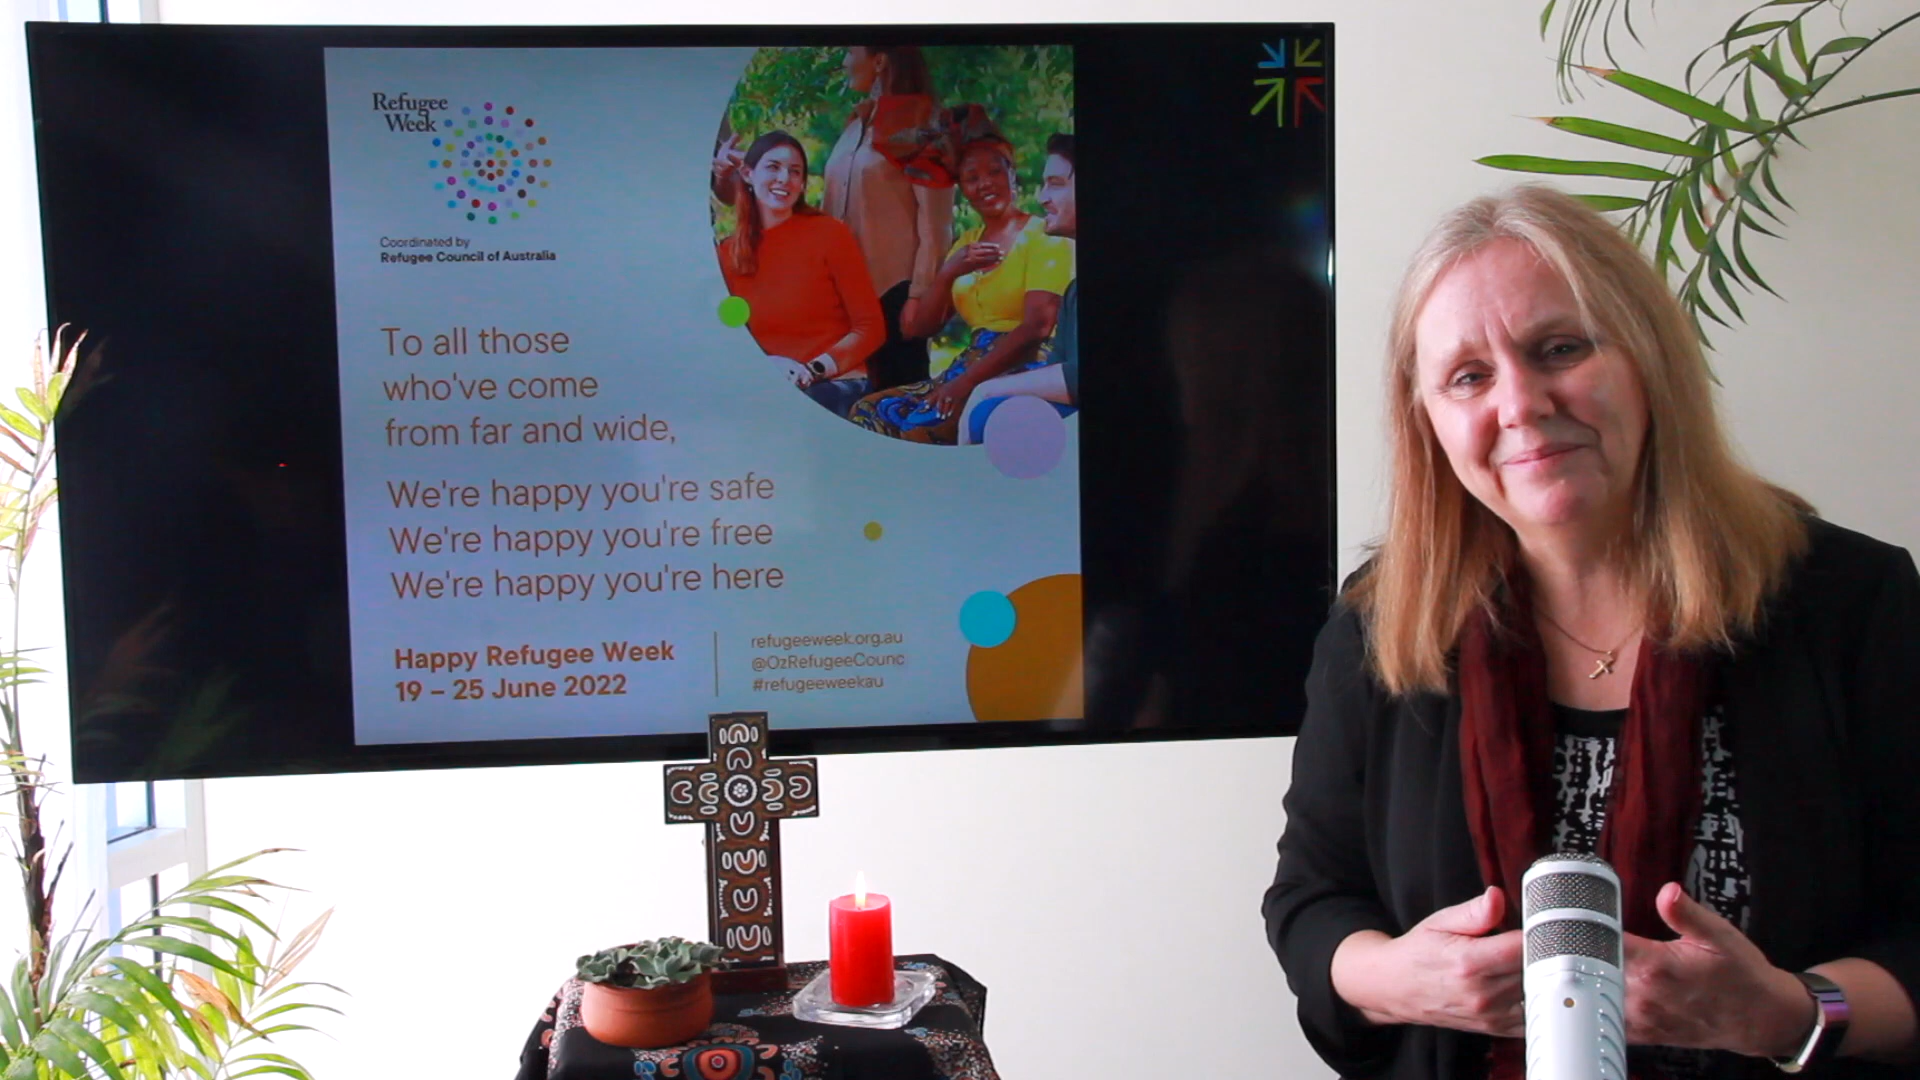 Refugee
Week
Coordinated by
Refugee Council of Australia
To all those
who've come
from far and wide,
We're happy you're safe
We're happy you're free
We're happy you're here
Happy Refugee Week
19 – 25 June 2022
refugeeweek.org.au
@OzRefugeeCounc
#refugeeweekau